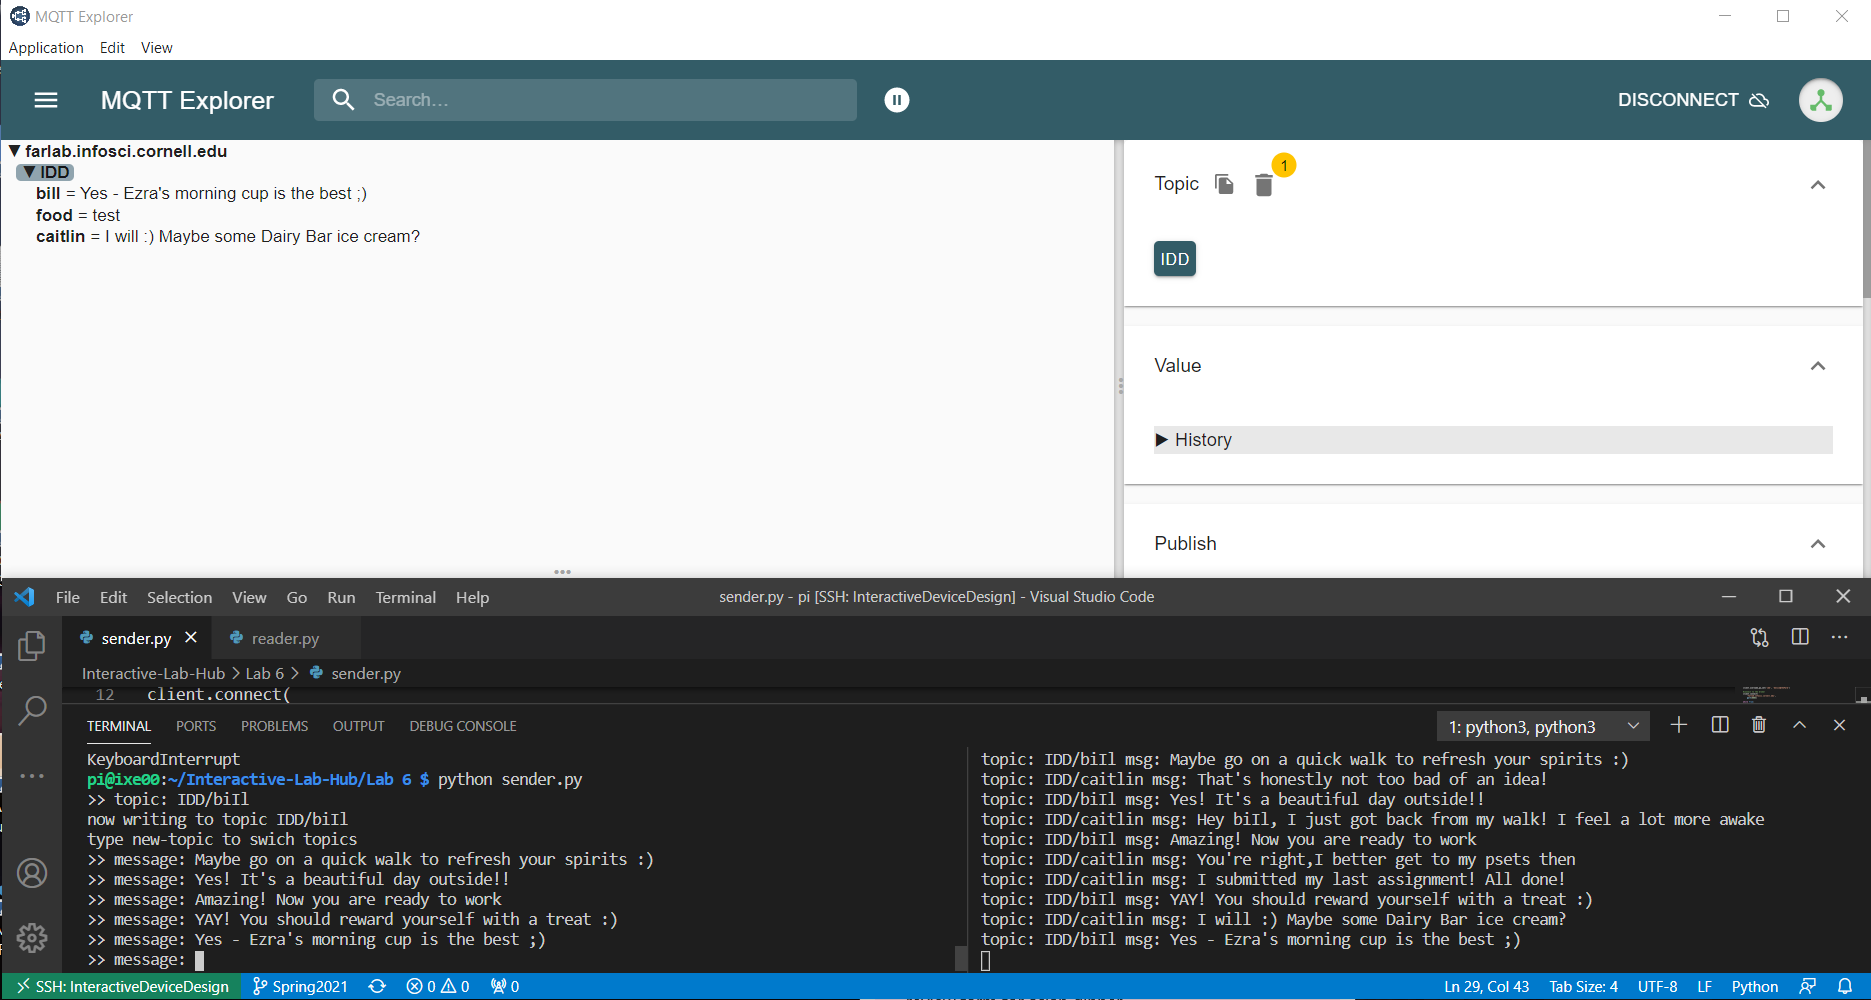 MQTT Explorer
Application Edit View
MQTT Explorer Search... DISCONNECT
farlab.infosci.cornell.edu
IDD
bill = Yes - Ezra's morning cup is the best ;)
food = test
caitlin = I will :) Maybe some Dairy Bar ice cream?
Topic 1
IDD
Value
History
Publish
File Edit Selection View Go Run Terminal Help sender.py - pi [SSH: InteractiveDeviceDesign] - Visual Studio Code
sender.py reader.py
Interactive-Lab-Hub > Lab 6 > sender.py
12 client.connect(
TERMINAL PORTS PROBLEMS OUTPUT DEBUG CONSOLE 1: python3, python3
KeyboardInterrupt
pi@ixe00:~/Interactive-Lab-Hub/Lab 6 $ python sender.py
>> topic: IDD/biIl
now writing to topic IDD/biIl
type new-topic to swich topics
>> message: Maybe go on a quick walk to refresh your spirits :)
>> message: Yes! It's a beautiful day outside!!
>> message: Amazing! Now you are ready to work
>> message: YAY! You should reward yourself with a treat :)
>> message: Yes - Ezra's morning cup is the best ;)
>> message:
topic: IDD/biIl msg: Maybe go on a quick walk to refresh your spirits :)
topic: IDD/caitlin msg: That's honestly not too bad of an idea!
topic: IDD/biIl msg: Yes! It's a beautiful day outside!!
topic: IDD/caitlin msg: Hey biIl, I just got back from my walk! I feel a lot more awake
topic: IDD/biIl msg: Amazing! Now you are ready to work
topic: IDD/caitlin msg: You're right,I better get to my psets then
topic: IDD/caitlin msg: I submitted my last assignment! All done!
topic: IDD/biIl msg: YAY! You should reward yourself with a treat :)
topic: IDD/caitlin msg: I will :) Maybe some Dairy Bar ice cream?
topic: IDD/biIl msg: Yes - Ezra's morning cup is the best ;)
SSH: InteractiveDeviceDesign Spring2021 0 0 0 Ln 29, Col 43 Tab Size: 4 UTF-8 LF Python